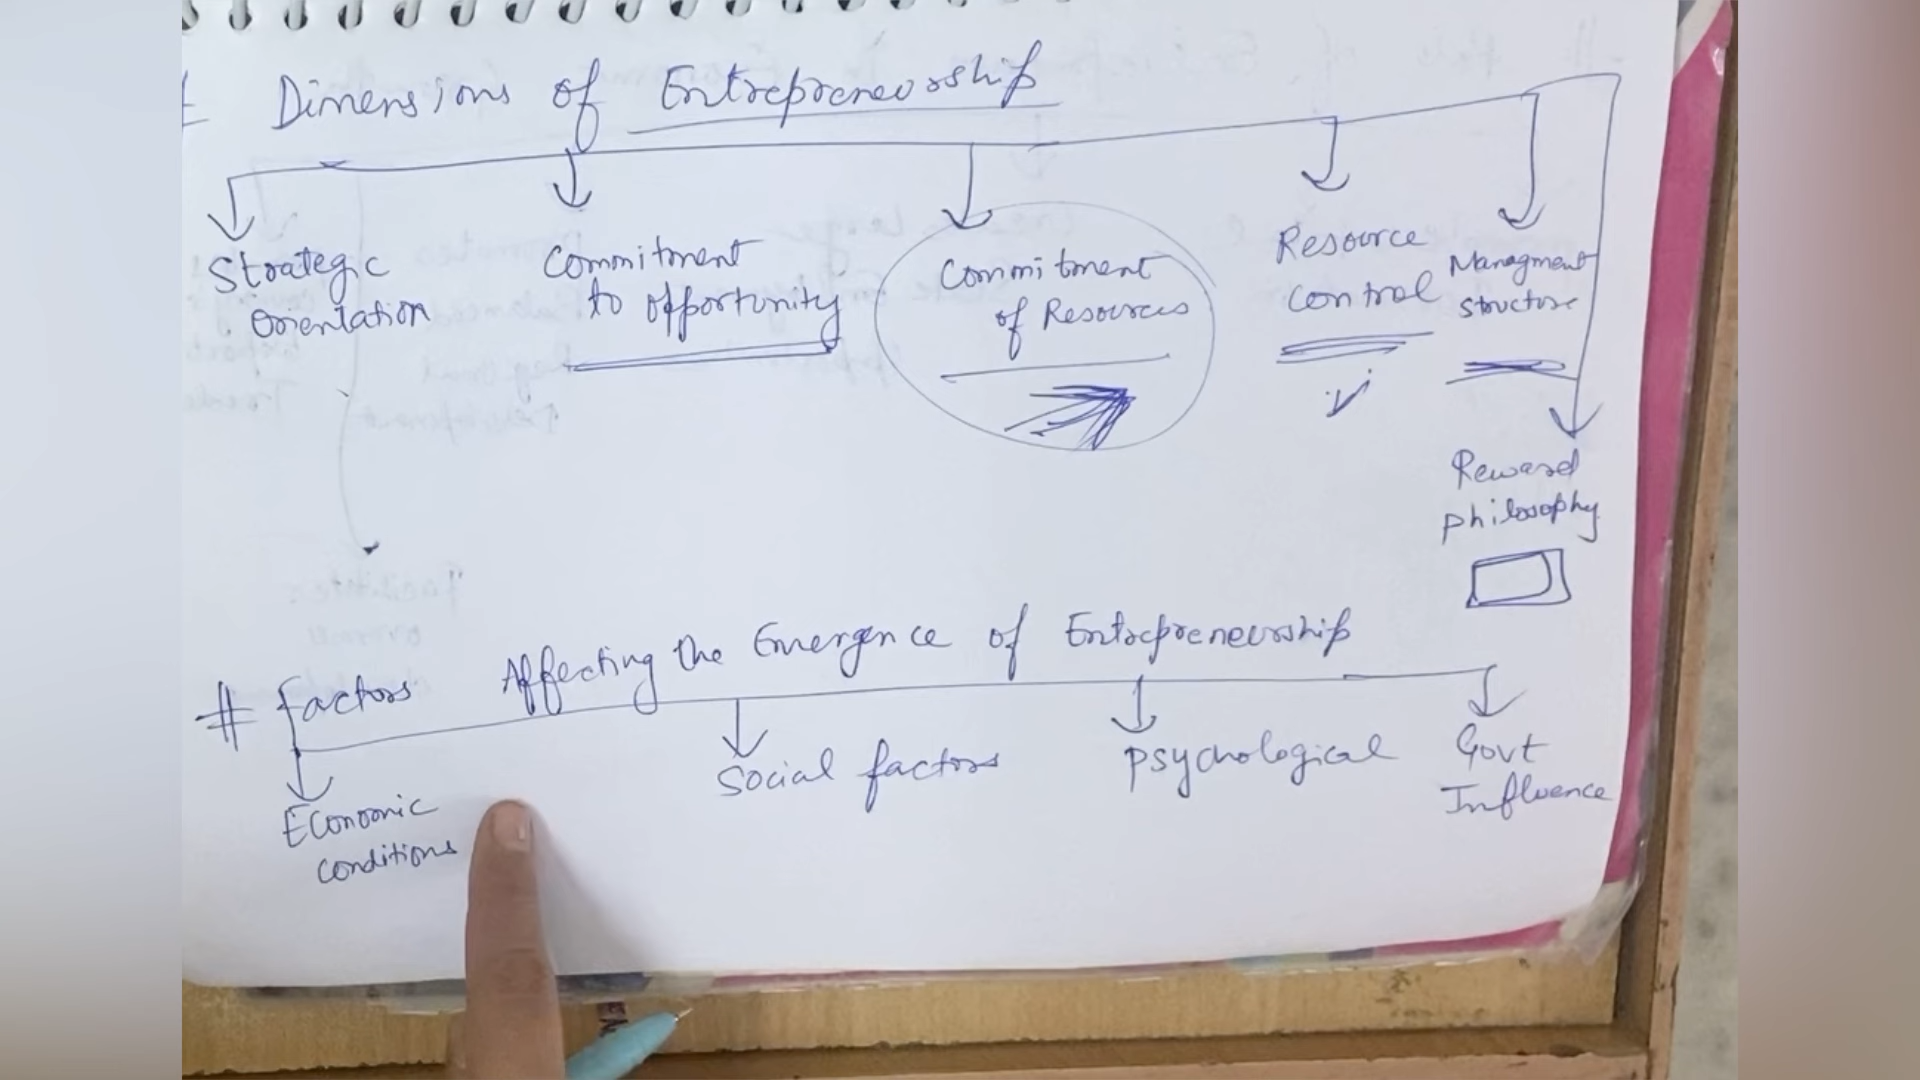 # Dimensions of Entrepreneurship
Strategic
Orientation
Commitment
to opportunity
Commitment
of Resources
Resource
control
Managment
structure
Reward
philosophy
# Factors Affecting the Emergence of Entrepreneurship
Economic
conditions
Social factors
Psychological
Govt
Influence